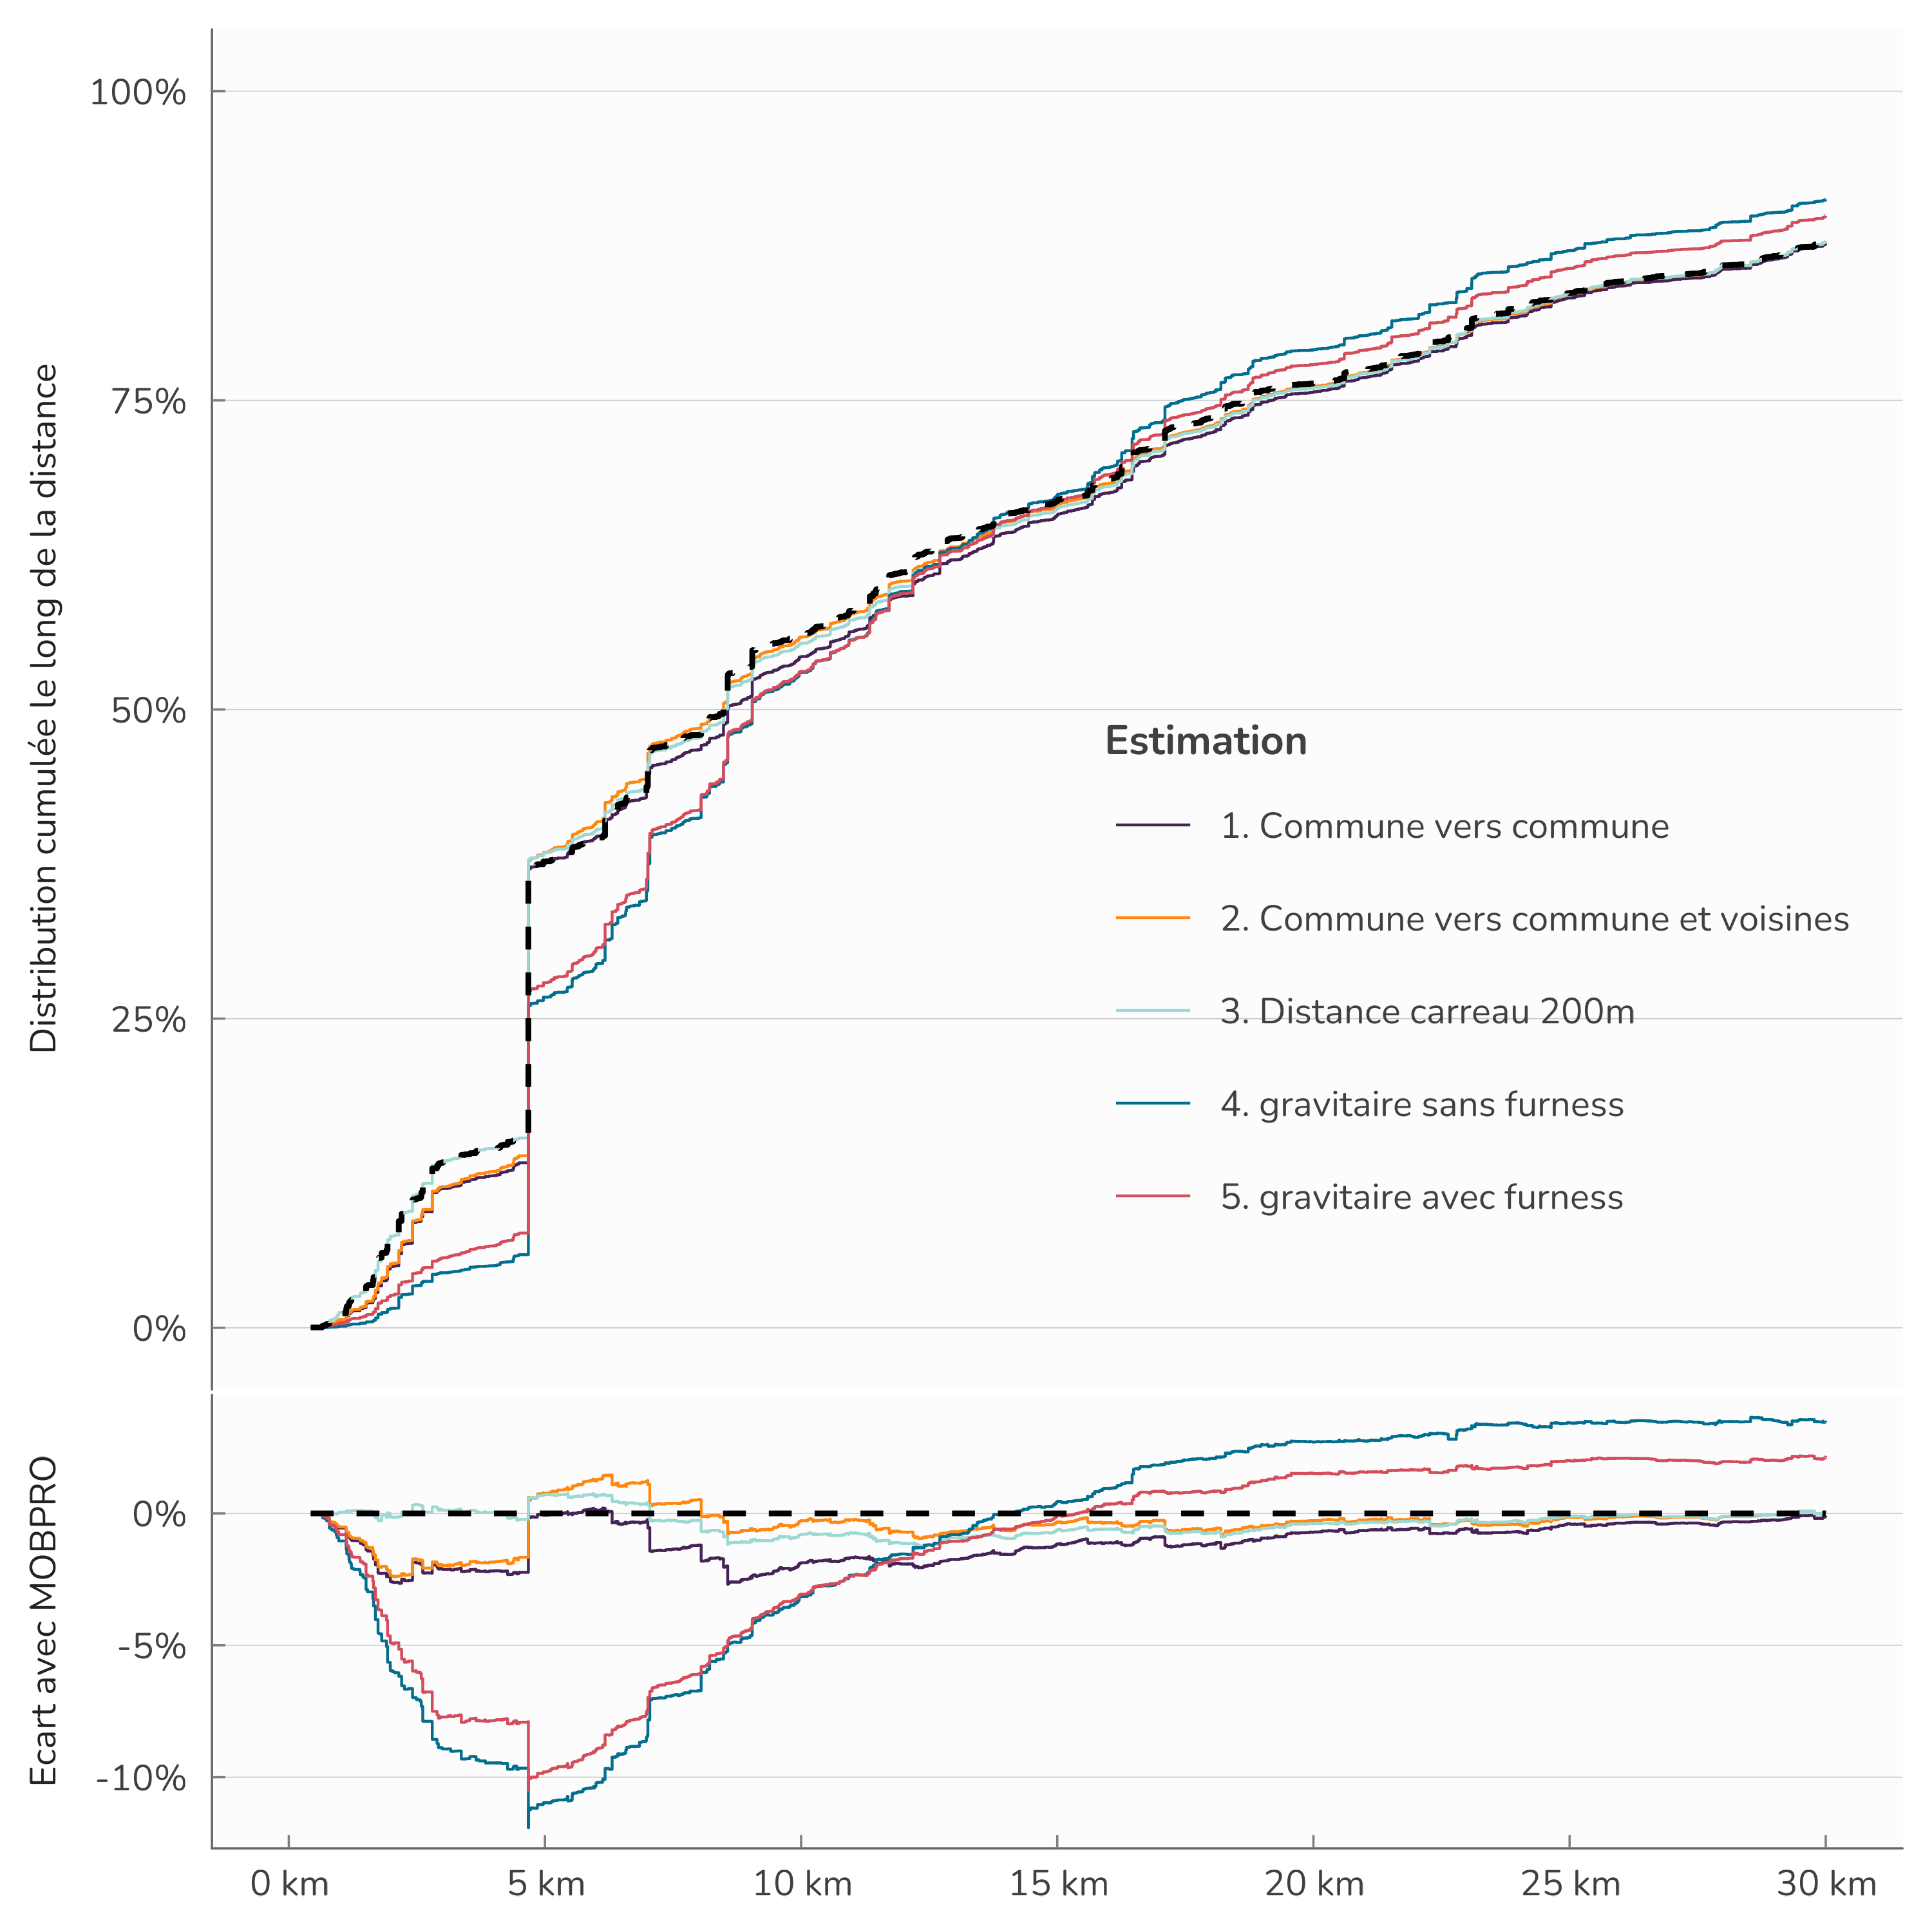 Distribution cumulée le long de la distance
100%
75%
50%
25%
0%
Estimation
1. Commune vers commune
2. Commune vers commune et voisines
3. Distance carreau 200m
4. gravitaire sans furness
5. gravitaire avec furness
Ecart avec MOBPRO
0%
-5%
-10%
0 km
5 km
10 km
15 km
20 km
25 km
30 km